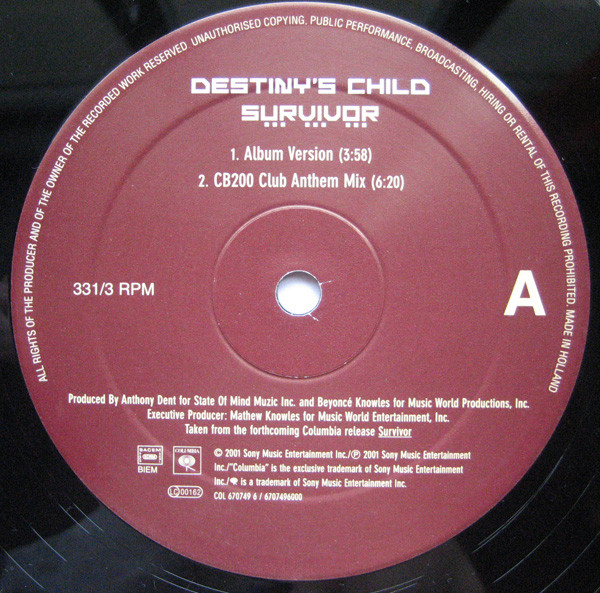 ALL RIGHTS OF THE PRODUCER AND OF THE OWNER OF THE RECORDED WORK RESERVED UNAUTHORISED COPYING. PUBLIC PERFORMANCE, BROADCASTING, HIRING OR RENTAL OF THIS RECORDING PROHIBITED. MADE IN HOLLAND
DESTINY'S CHILD
SURVIVOR
1. Album Version (3:58)
2. CB200 Club Anthem Mix (6:20)
331/3 RPM
A
Produced By Anthony Dent for State Of Mind Muzic Inc. and Beyoncé Knowles for Music World Productions, Inc.
Executive Producer: Mathew Knowles for Music World Entertainment, Inc.
Taken from the forthcoming Columbia release Survivor
SACEM
BIEM
COLUMBIA
LC 00162
© 2001 Sony Music Entertainment Inc./℗ 2001 Sony Music Entertainment
Inc./"Columbia" is the exclusive trademark of Sony Music Entertainment
Inc./ is a trademark of Sony Music Entertainment Inc.
COL 670749 6 / 6707496000